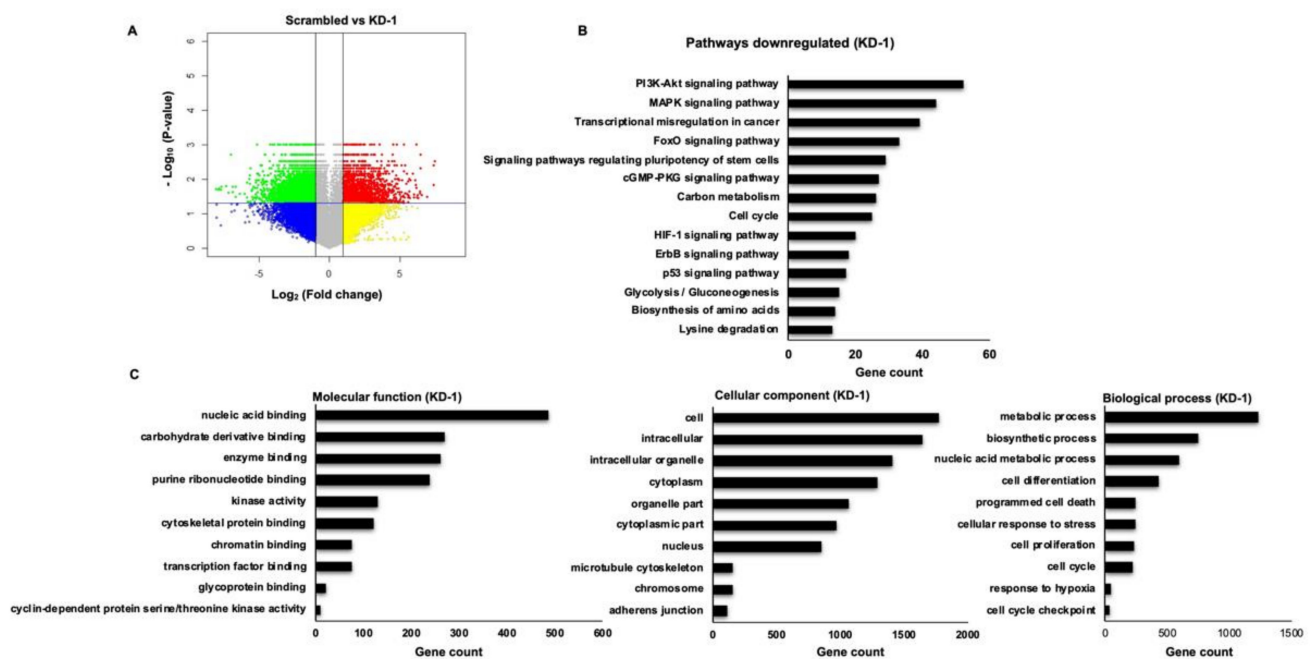 A
Scrambled vs KD-1
- Log₁₀ (P-value)
6
5
4
3
2
1
0
-5
0
5
Log₂ (Fold change)
B
Pathways downregulated (KD-1)
PI3K-Akt signaling pathway
MAPK signaling pathway
Transcriptional misregulation in cancer
FoxO signaling pathway
Signaling pathways regulating pluripotency of stem cells
cGMP-PKG signaling pathway
Carbon metabolism
Cell cycle
HIF-1 signaling pathway
ErbB signaling pathway
p53 signaling pathway
Glycolysis / Gluconeogenesis
Biosynthesis of amino acids
Lysine degradation
0 20 40 60
Gene count
C
Molecular function (KD-1)
nucleic acid binding
carbohydrate derivative binding
enzyme binding
purine ribonucleotide binding
kinase activity
cytoskeletal protein binding
chromatin binding
transcription factor binding
glycoprotein binding
cyclin-dependent protein serine/threonine kinase activity
0 100 200 300 400 500 600
Gene count
Cellular component (KD-1)
cell
intracellular
intracellular organelle
cytoplasm
organelle part
cytoplasmic part
nucleus
microtubule cytoskeleton
chromosome
adherens junction
0 500 1000 1500 2000
Gene count
Biological process (KD-1)
metabolic process
biosynthetic process
nucleic acid metabolic process
cell differentiation
programmed cell death
cellular response to stress
cell proliferation
cell cycle
response to hypoxia
cell cycle checkpoint
0 500 1000 1500
Gene count